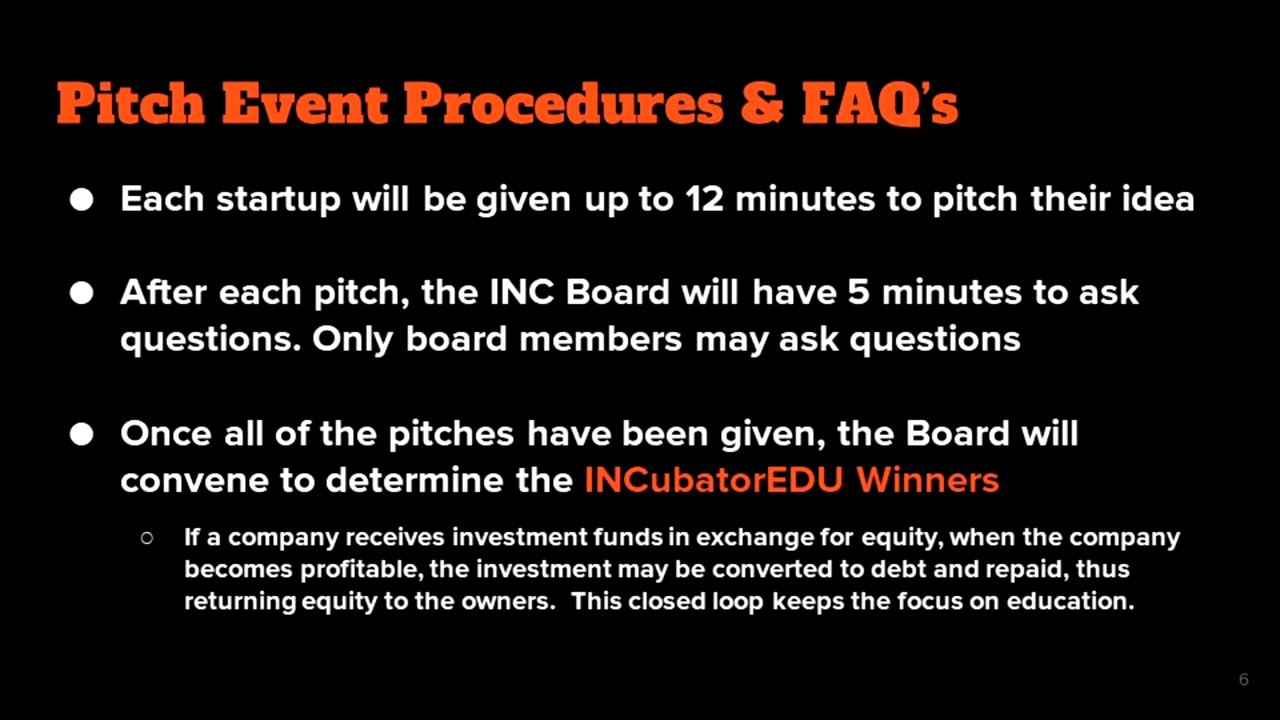 Pitch Event Procedures & FAQ’s
● Each startup will be given up to 12 minutes to pitch their idea
● After each pitch, the INC Board will have 5 minutes to ask
questions. Only board members may ask questions
● Once all of the pitches have been given, the Board will
convene to determine the INCubatorEDU Winners
○ If a company receives investment funds in exchange for equity, when the company
becomes profitable, the investment may be converted to debt and repaid, thus
returning equity to the owners.  This closed loop keeps the focus on education.
6